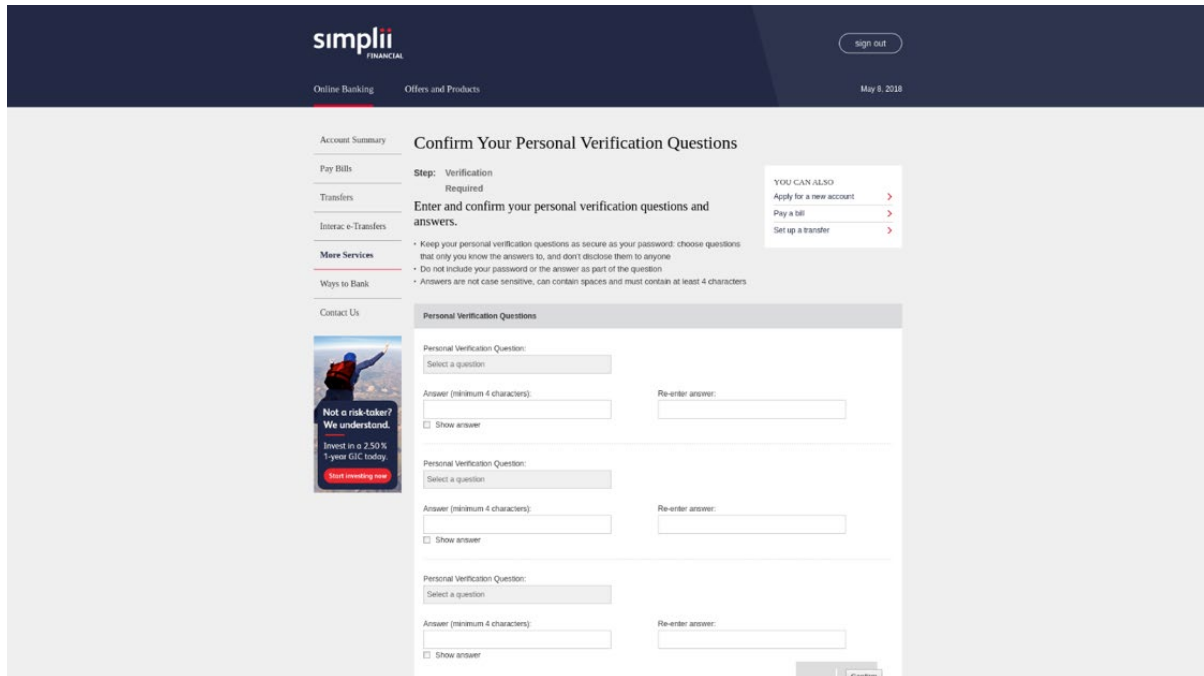 simplii
FINANCIAL
sign out
Online Banking
Offers and Products
May 8, 2018
Account Summary
Pay Bills
Transfers
Interac e-Transfers
More Services
Ways to Bank
Contact Us
Not a risk-taker?
We understand.
Invest in a 2.50%
1-year GIC today.
Start investing now
Confirm Your Personal Verification Questions
Step: Verification
Required
Enter and confirm your personal verification questions and
answers.
• Keep your personal verification questions as secure as your password: choose questions
that only you know the answers to, and don't disclose them to anyone
• Do not include your password or the answer as part of the question
• Answers are not case sensitive, can contain spaces and must contain at least 4 characters
YOU CAN ALSO
Apply for a new account
Pay a bill
Set up a transfer
Personal Verification Questions
Personal Verification Question:
Select a question
Answer (minimum 4 characters):
Re-enter answer:
Show answer
Personal Verification Question:
Select a question
Answer (minimum 4 characters):
Re-enter answer:
Show answer
Personal Verification Question:
Select a question
Answer (minimum 4 characters):
Re-enter answer:
Show answer